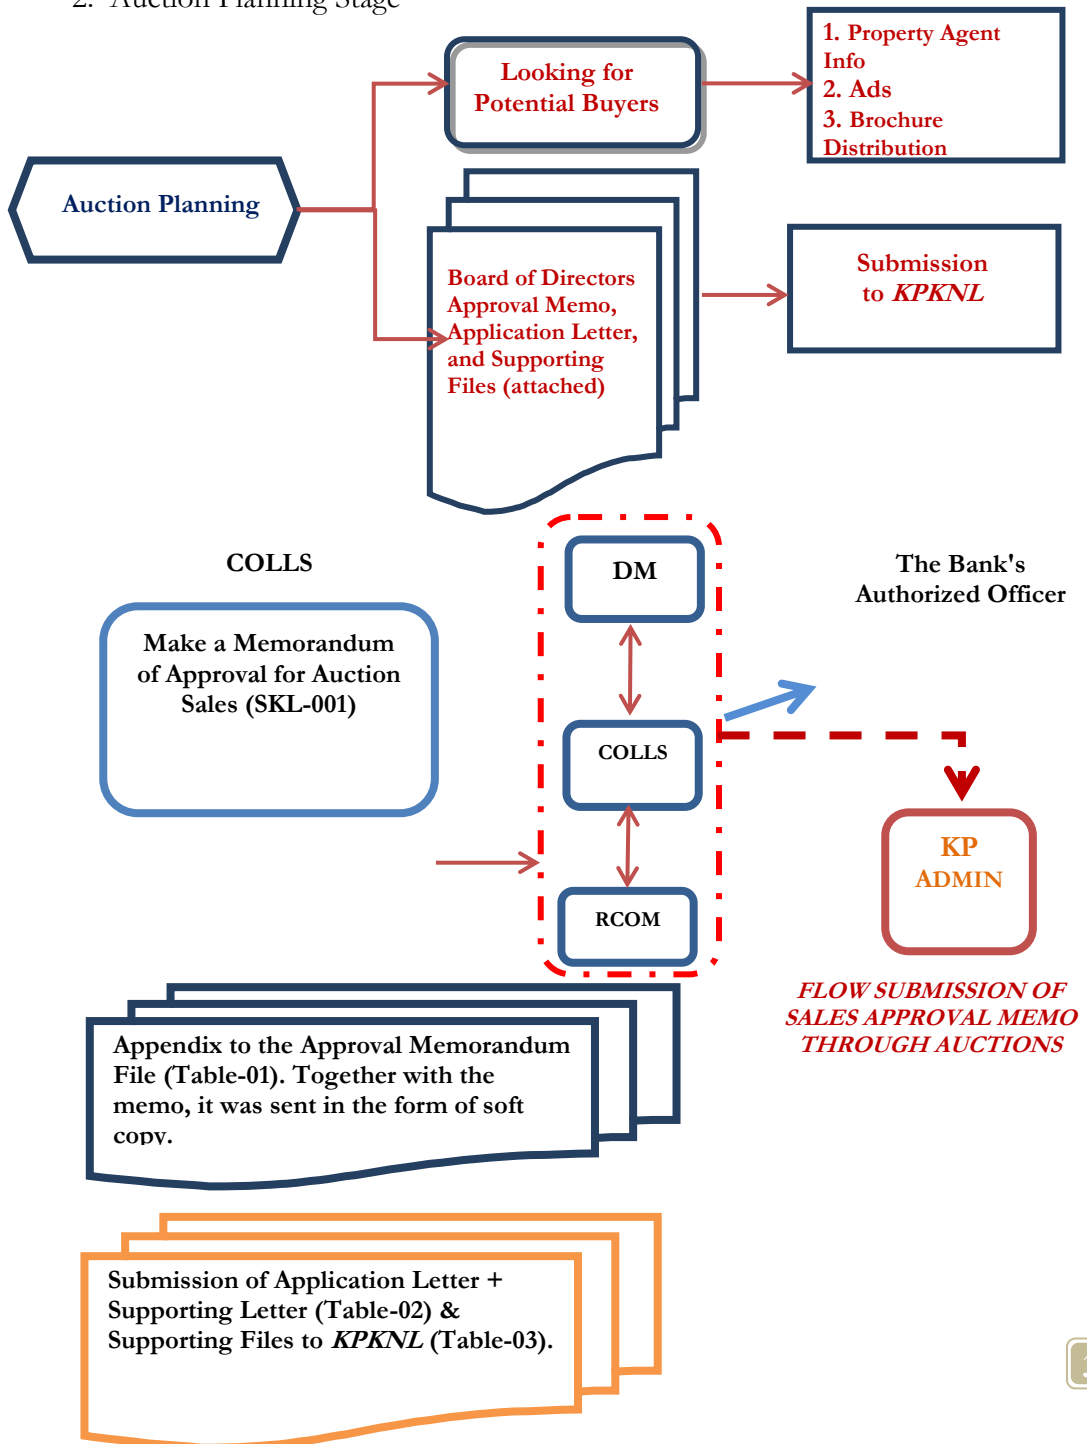 2. Auction Planning Stage
Looking for
Potential Buyers
1. Property Agent
Info
2. Ads
3. Brochure
Distribution
Auction Planning
Board of Directors
Approval Memo,
Application Letter,
and Supporting
Files (attached)
Submission
to KPKNL
COLLS
Make a Memorandum
of Approval for Auction
Sales (SKL-001)
DM
COLLS
RCOM
The Bank's
Authorized Officer
KP
ADMIN
FLOW SUBMISSION OF
SALES APPROVAL MEMO
THROUGH AUCTIONS
Appendix to the Approval Memorandum
File (Table-01). Together with the
memo, it was sent in the form of soft
copy.
Submission of Application Letter +
Supporting Letter (Table-02) &
Supporting Files to KPKNL (Table-03).